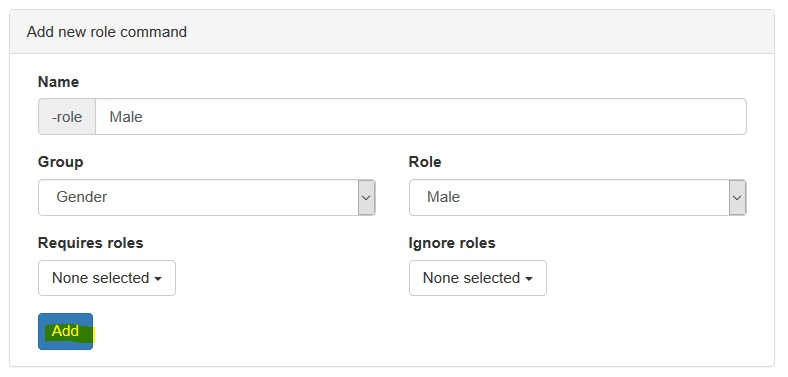 Add new role command
Name
-role Male
Group Role
Gender Male
Requires roles Ignore roles
None selected None selected
Add